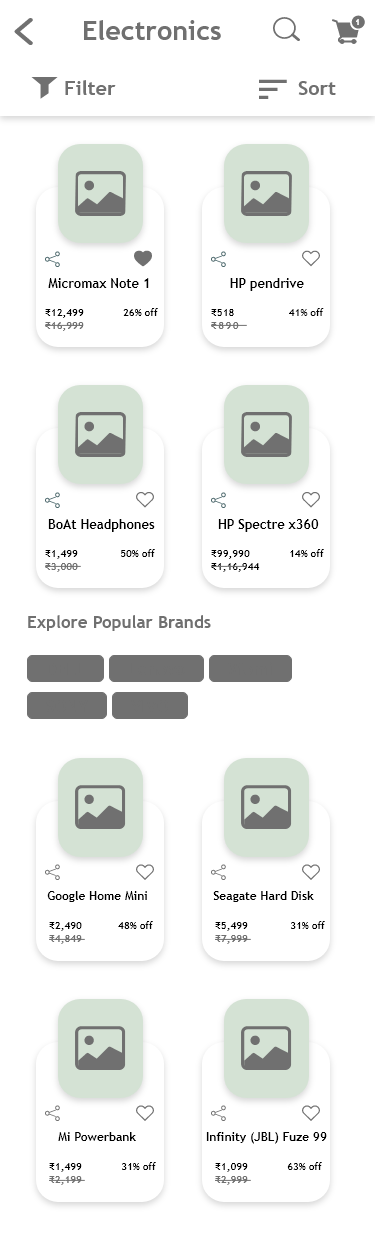 Electronics
1
Filter
Sort
Micromax Note 1
₹12,499 26% off
₹16,999
HP pendrive
₹518 41% off
₹890
BoAt Headphones
₹1,499 50% off
₹3,000
HP Spectre x360
₹99,990 14% off
₹1,16,944
Explore Popular Brands
Google Home Mini
₹2,490 48% off
₹4,849
Seagate Hard Disk
₹5,499 31% off
₹7,999
Mi Powerbank
₹1,499 31% off
₹2,199
Infinity (JBL) Fuze 99
₹1,099 63% off
₹2,999